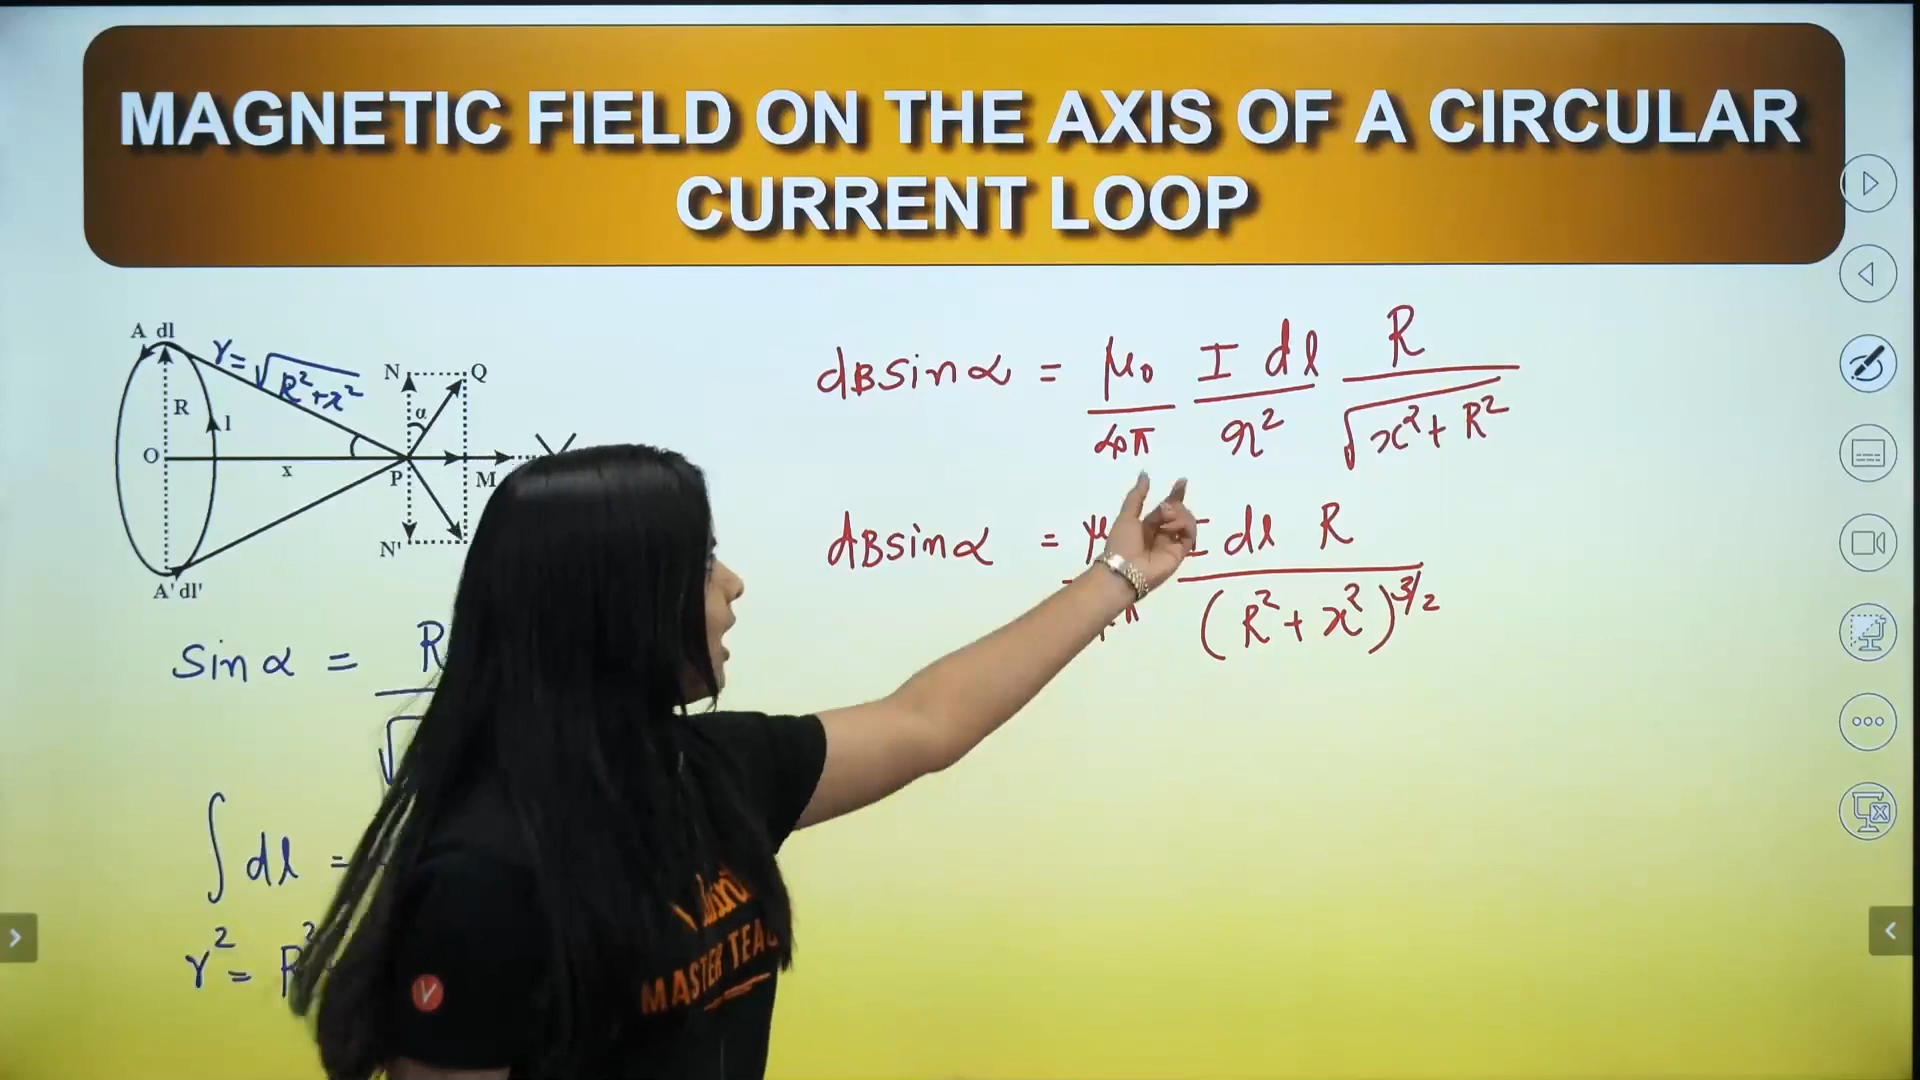 MAGNETIC FIELD ON THE AXIS OF A CIRCULAR
CURRENT LOOP
A dl
r = √R²+x²
N Q
R
α
I
O
x
P
M
N'
A' dl'
sin α = R
√
∫ dl =
r² = R²
dB sin α = μ₀/4π I dl/r² R/√x²+R²
dB sin α = μ I dl R/(R²+x²)^3/2
MASTER TEAC
V